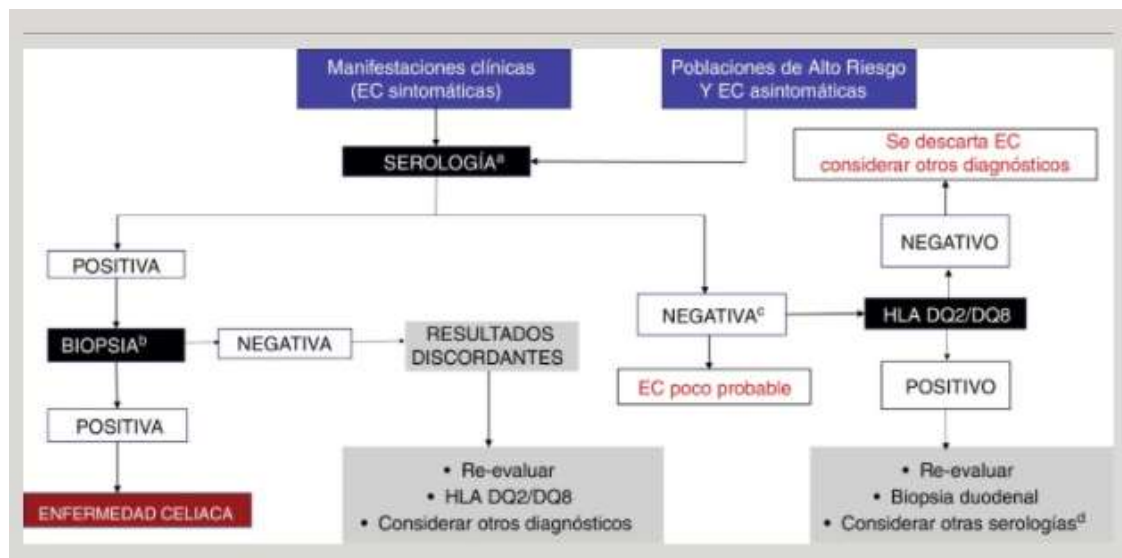 Manifestaciones clínicas
(EC sintomáticas)
Poblaciones de Alto Riesgo
Y EC asintomáticas
SEROLOGÍAª
Se descarta EC
considerar otros diagnósticos
POSITIVA
NEGATIVO
BIOPSIAᵇ
NEGATIVA
RESULTADOS
DISCORDANTES
NEGATIVAᶜ
HLA DQ2/DQ8
EC poco probable
POSITIVO
POSITIVA
• Re-evaluar
• HLA DQ2/DQ8
• Considerar otros diagnósticos
• Re-evaluar
• Biopsia duodenal
• Considerar otras serologíasᵈ
ENFERMEDAD CELIACA